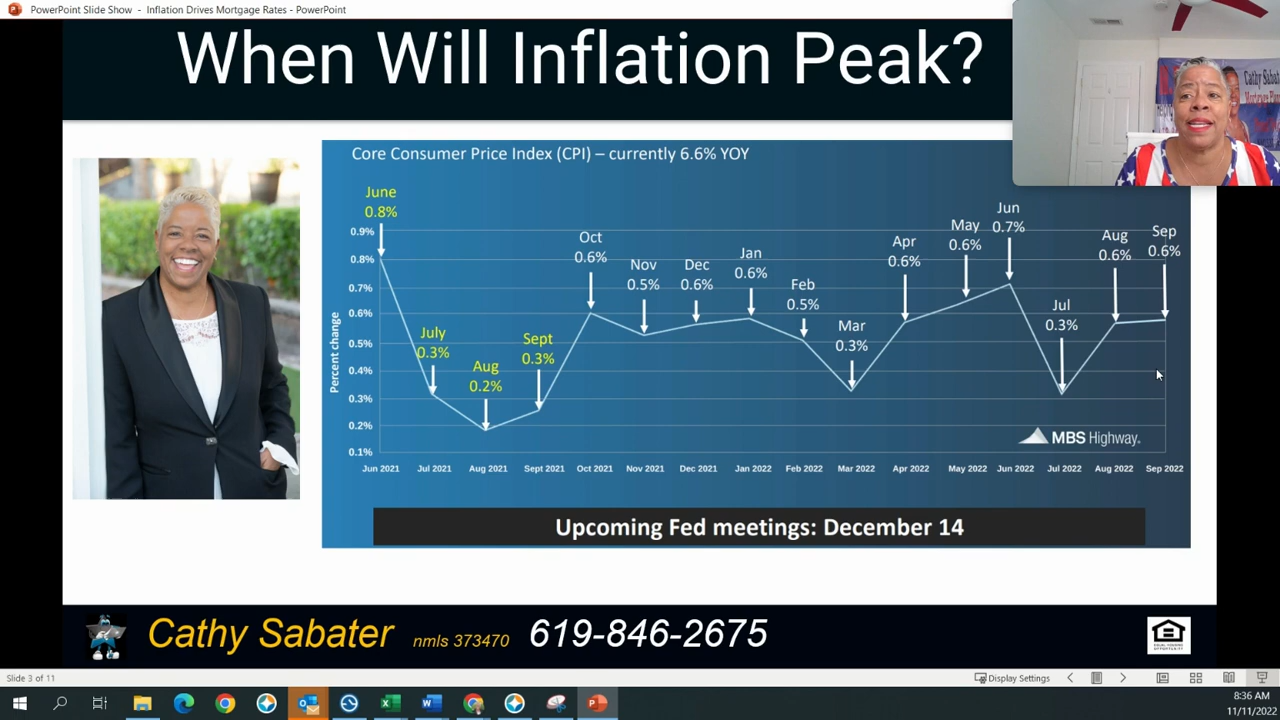 PowerPoint Slide Show - Inflation Drives Mortgage Rates - PowerPoint
When Will Inflation Peak?
Cathy Sabat
Core Consumer Price Index (CPI) – currently 6.6% YOY
June
0.8%
July
0.3%
Aug
0.2%
Sept
0.3%
Oct
0.6%
Nov
0.5%
Dec
0.6%
Jan
0.6%
Feb
0.5%
Mar
0.3%
Apr
0.6%
May
0.6%
Jun
0.7%
Jul
0.3%
Aug
0.6%
Sep
0.6%
Percent change
0.9%
0.8%
0.7%
0.6%
0.5%
0.4%
0.3%
0.2%
0.1%
MBS Highway.
Jun 2021 Jul 2021 Aug 2021 Sept 2021 Oct 2021 Nov 2021 Dec 2021 Jan 2022 Feb 2022 Mar 2022 Apr 2022 May 2022 Jun 2022 Jul 2022 Aug 2022 Sep 2022
Upcoming Fed meetings: December 14
Cathy Sabater nmls 373470 619-846-2675
Slide 3 of 11
Display Settings
8:36 AM
11/11/2022